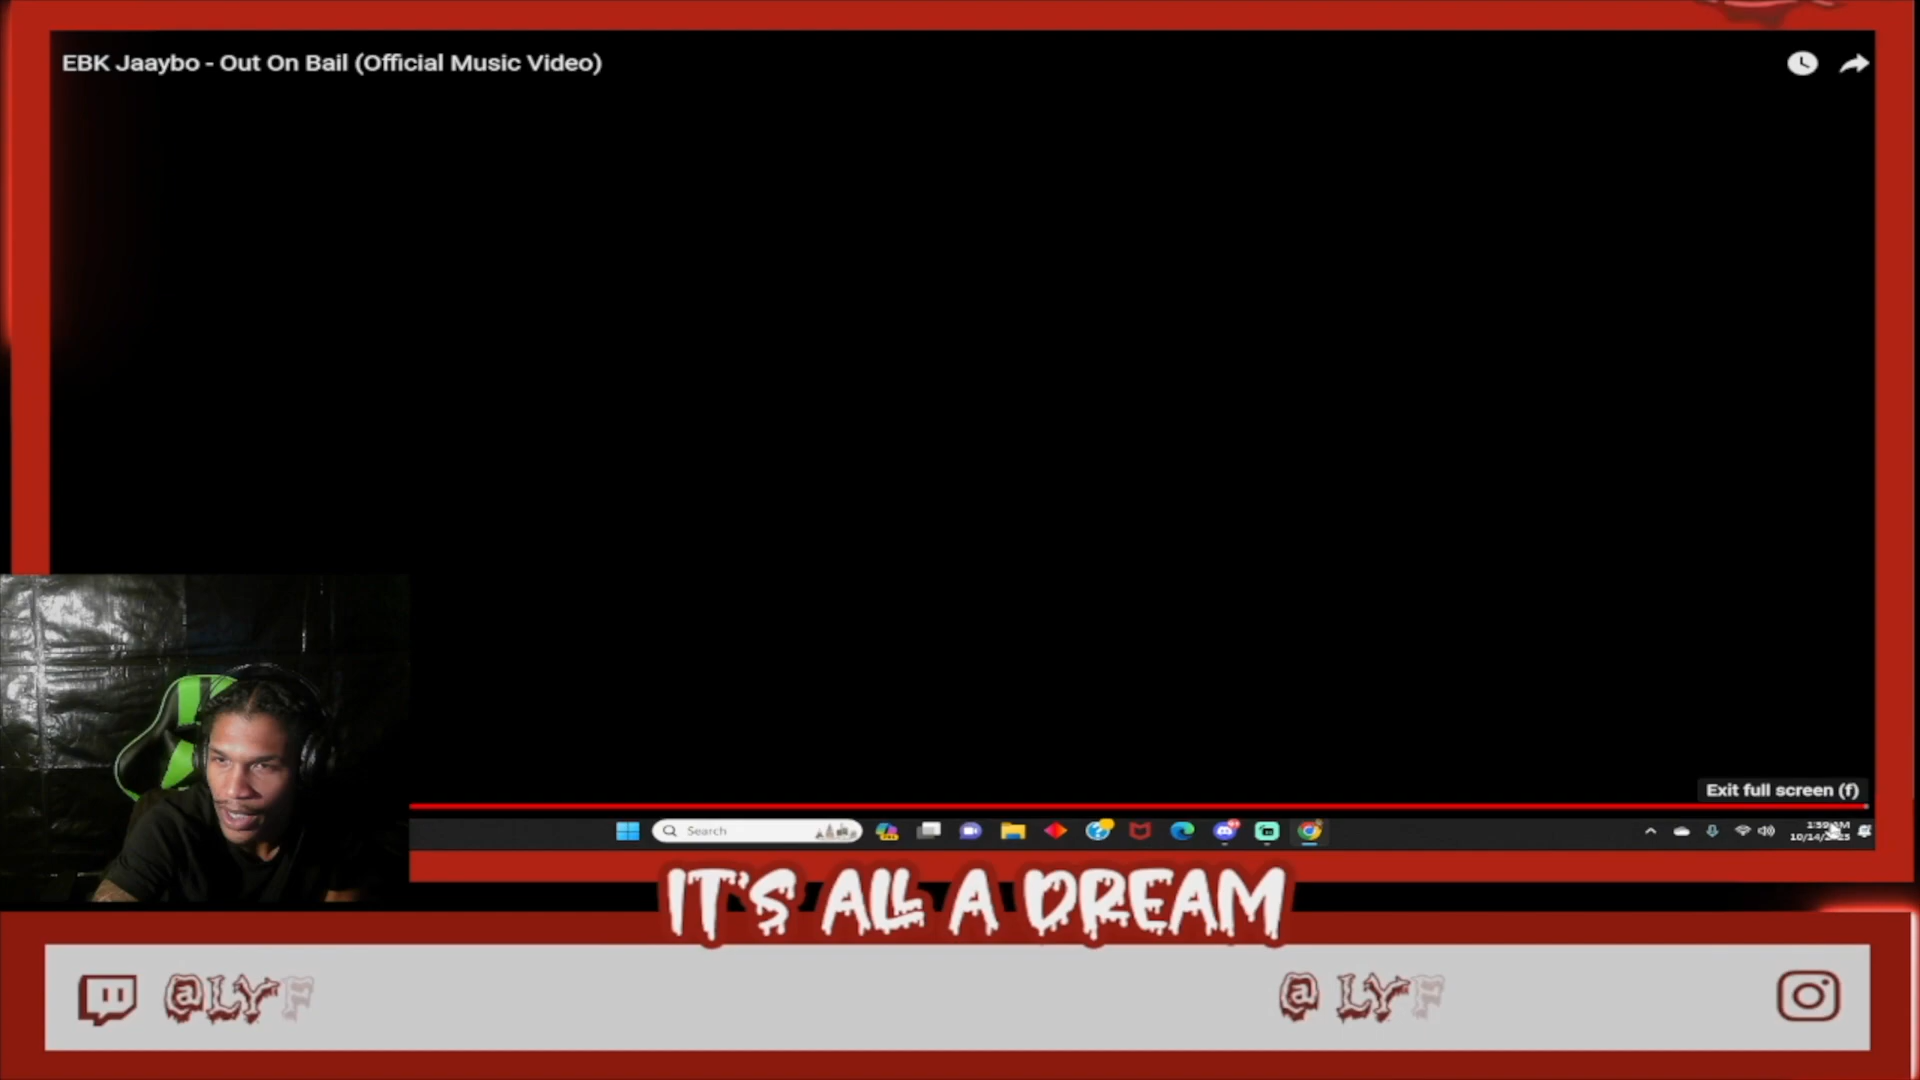 EBK Jaaybo - Out On Bail (Official Music Video)
Exit full screen (f)
Search
IT'S ALL A DREAM
@LYF
@ LYF